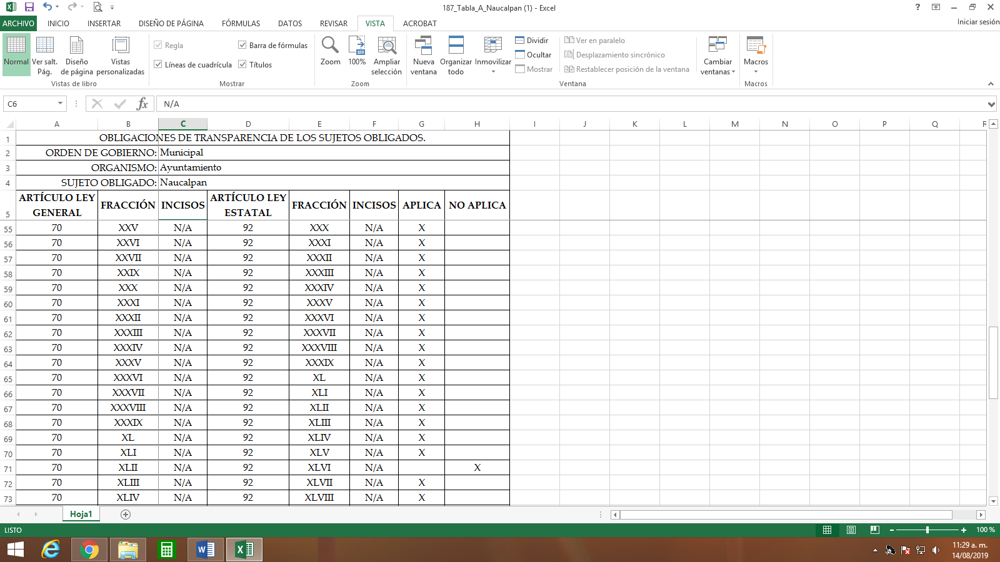 187_Tabla_A_Naucalpan (1) - Excel
ARCHIVO INICIO INSERTAR DISEÑO DE PÁGINA FÓRMULAS DATOS REVISAR VISTA ACROBAT Iniciar sesión
Normal Ver salt. Pág. Diseño de página Vistas personalizadas
Vistas de libro
Regla Barra de fórmulas
Líneas de cuadrícula Títulos
Mostrar
Zoom 100% Ampliar selección
Zoom
Nueva ventana Organizar todo Inmovilizar
Dividir
Ocultar
Mostrar
Ver en paralelo
Desplazamiento sincrónico
Restablecer posición de la ventana
Cambiar ventanas
Ventana
Macros
Macros
C6 fx N/A
A B C D E F G H I J K L M N O P Q R
1 OBLIGACIONES DE TRANSPARENCIA DE LOS SUJETOS OBLIGADOS.
2 ORDEN DE GOBIERNO: Municipal
3 ORGANISMO: Ayuntamiento
4 SUJETO OBLIGADO: Naucalpan
5 ARTÍCULO LEY GENERAL FRACCIÓN INCISOS ARTÍCULO LEY ESTATAL FRACCIÓN INCISOS APLICA NO APLICA
55 70 XXV N/A 92 XXX N/A X
56 70 XXVI N/A 92 XXXI N/A X
57 70 XXVII N/A 92 XXXII N/A X
58 70 XXIX N/A 92 XXXIII N/A X
59 70 XXX N/A 92 XXXIV N/A X
60 70 XXXI N/A 92 XXXV N/A X
61 70 XXXII N/A 92 XXXVI N/A X
62 70 XXXIII N/A 92 XXXVII N/A X
63 70 XXXIV N/A 92 XXXVIII N/A X
64 70 XXXV N/A 92 XXXIX N/A X
65 70 XXXVI N/A 92 XL N/A X
66 70 XXXVII N/A 92 XLI N/A X
67 70 XXXVIII N/A 92 XLII N/A X
68 70 XXXIX N/A 92 XLIII N/A X
69 70 XL N/A 92 XLIV N/A X
70 70 XLI N/A 92 XLV N/A X
71 70 XLII N/A 92 XLVI N/A X
72 70 XLIII N/A 92 XLVII N/A X
73 70 XLIV N/A 92 XLVIII N/A X
Hoja1
LISTO 100 %
11:29 a. m.
14/08/2019